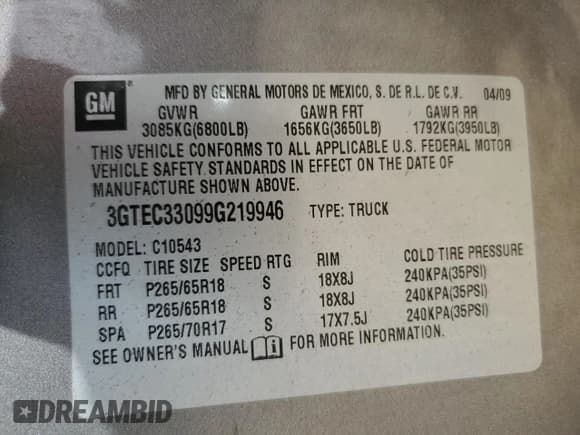 GM
MFD BY GENERAL MOTORS DE MEXICO, S. DE R.L. DE C.V. 04/09
GVWR GAWR FRT GAWR RR
3085KG(6800LB) 1656KG(3650LB) 1792KG(3950LB)
THIS VEHICLE CONFORMS TO ALL APPLICABLE U.S. FEDERAL MOTOR
VEHICLE SAFETY STANDARDS IN EFFECT ON THE DATE OF
MANUFACTURE SHOWN ABOVE.
3GTEC33099G219946 TYPE: TRUCK
MODEL: C10543
CCFQ TIRE SIZE SPEED RTG RIM COLD TIRE PRESSURE
FRT P265/65R18 S 18X8J 240KPA(35PSI)
RR P265/65R18 S 18X8J 240KPA(35PSI)
SPA P265/70R17 S 17X7.5J 240KPA(35PSI)
SEE OWNER'S MANUAL FOR MORE INFORMATION.
DREAMBID